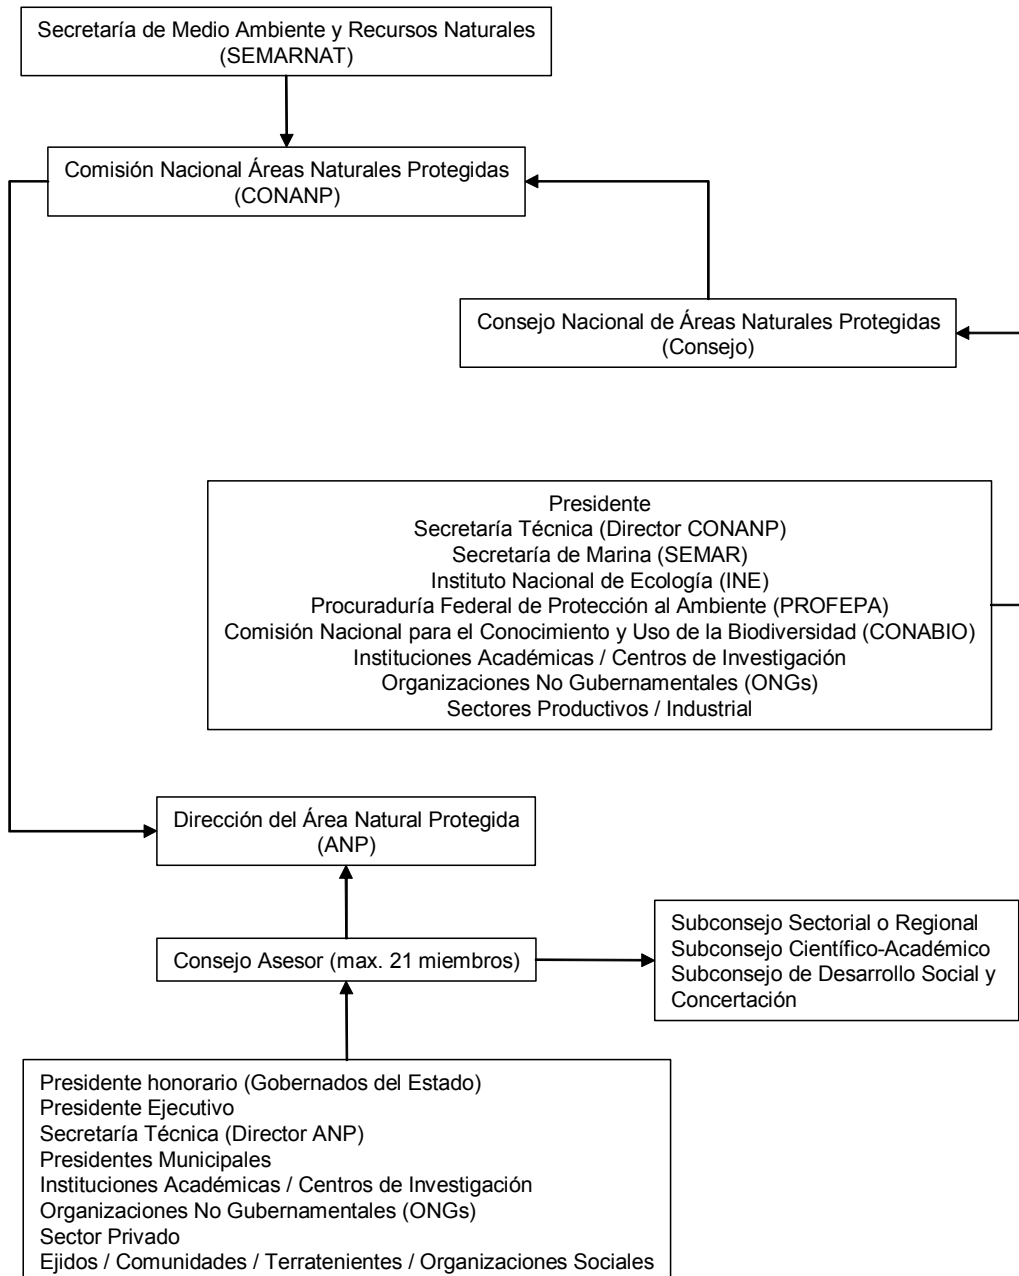 Secretaría de Medio Ambiente y Recursos Naturales
(SEMARNAT)
Comisión Nacional Áreas Naturales Protegidas
(CONANP)
Consejo Nacional de Áreas Naturales Protegidas
(Consejo)
Presidente
Secretaría Técnica (Director CONANP)
Secretaría de Marina (SEMAR)
Instituto Nacional de Ecología (INE)
Procuraduría Federal de Protección al Ambiente (PROFEPA)
Comisión Nacional para el Conocimiento y Uso de la Biodiversidad (CONABIO)
Instituciones Académicas / Centros de Investigación
Organizaciones No Gubernamentales (ONGs)
Sectores Productivos / Industrial
Dirección del Área Natural Protegida
(ANP)
Consejo Asesor (max. 21 miembros)
Subconsejo Sectorial o Regional
Subconsejo Científico-Académico
Subconsejo de Desarrollo Social y
Concertación
Presidente honorario (Gobernados del Estado)
Presidente Ejecutivo
Secretaría Técnica (Director ANP)
Presidentes Municipales
Instituciones Académicas / Centros de Investigación
Organizaciones No Gubernamentales (ONGs)
Sector Privado
Ejidos / Comunidades / Terratenientes / Organizaciones Sociales